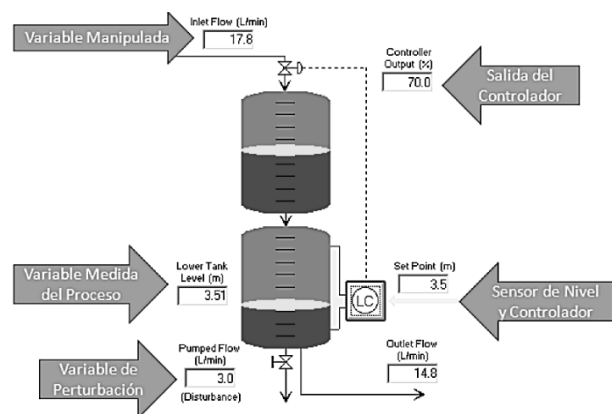 Variable Manipulada
Inlet Flow (L/min)
17.8
Controller
Output (%)
70.0
Salida del
Controlador
Variable Medida
del Proceso
Lower Tank
Level (m)
3.51
LC
Set Point (m)
3.5
Sensor de Nivel
y Controlador
Variable de
Perturbación
Pumped Flow
(L/min)
3.0
(Disturbance)
Outlet Flow
(L/min)
14.8